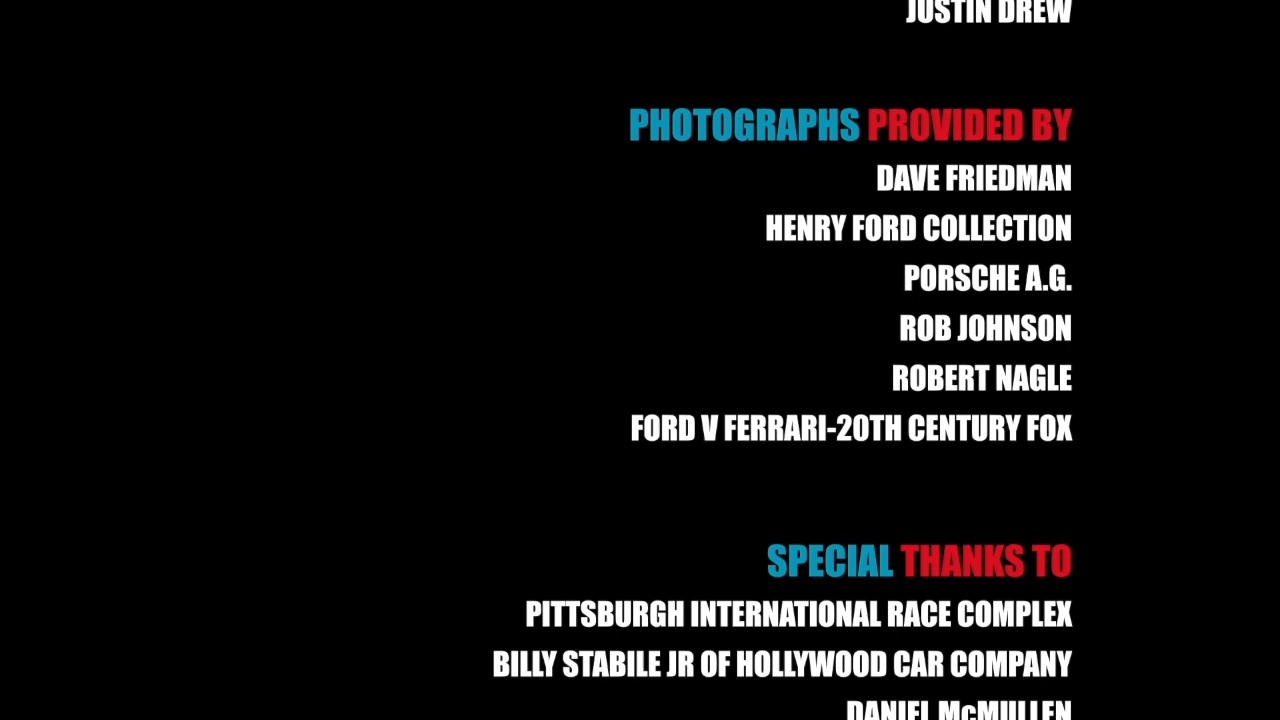 JUSTIN DREW
PHOTOGRAPHS PROVIDED BY
DAVE FRIEDMAN
HENRY FORD COLLECTION
PORSCHE A.G.
ROB JOHNSON
ROBERT NAGLE
FORD V FERRARI-20TH CENTURY FOX
SPECIAL THANKS TO
PITTSBURGH INTERNATIONAL RACE COMPLEX
BILLY STABILE JR OF HOLLYWOOD CAR COMPANY
DANIEL McMULLEN